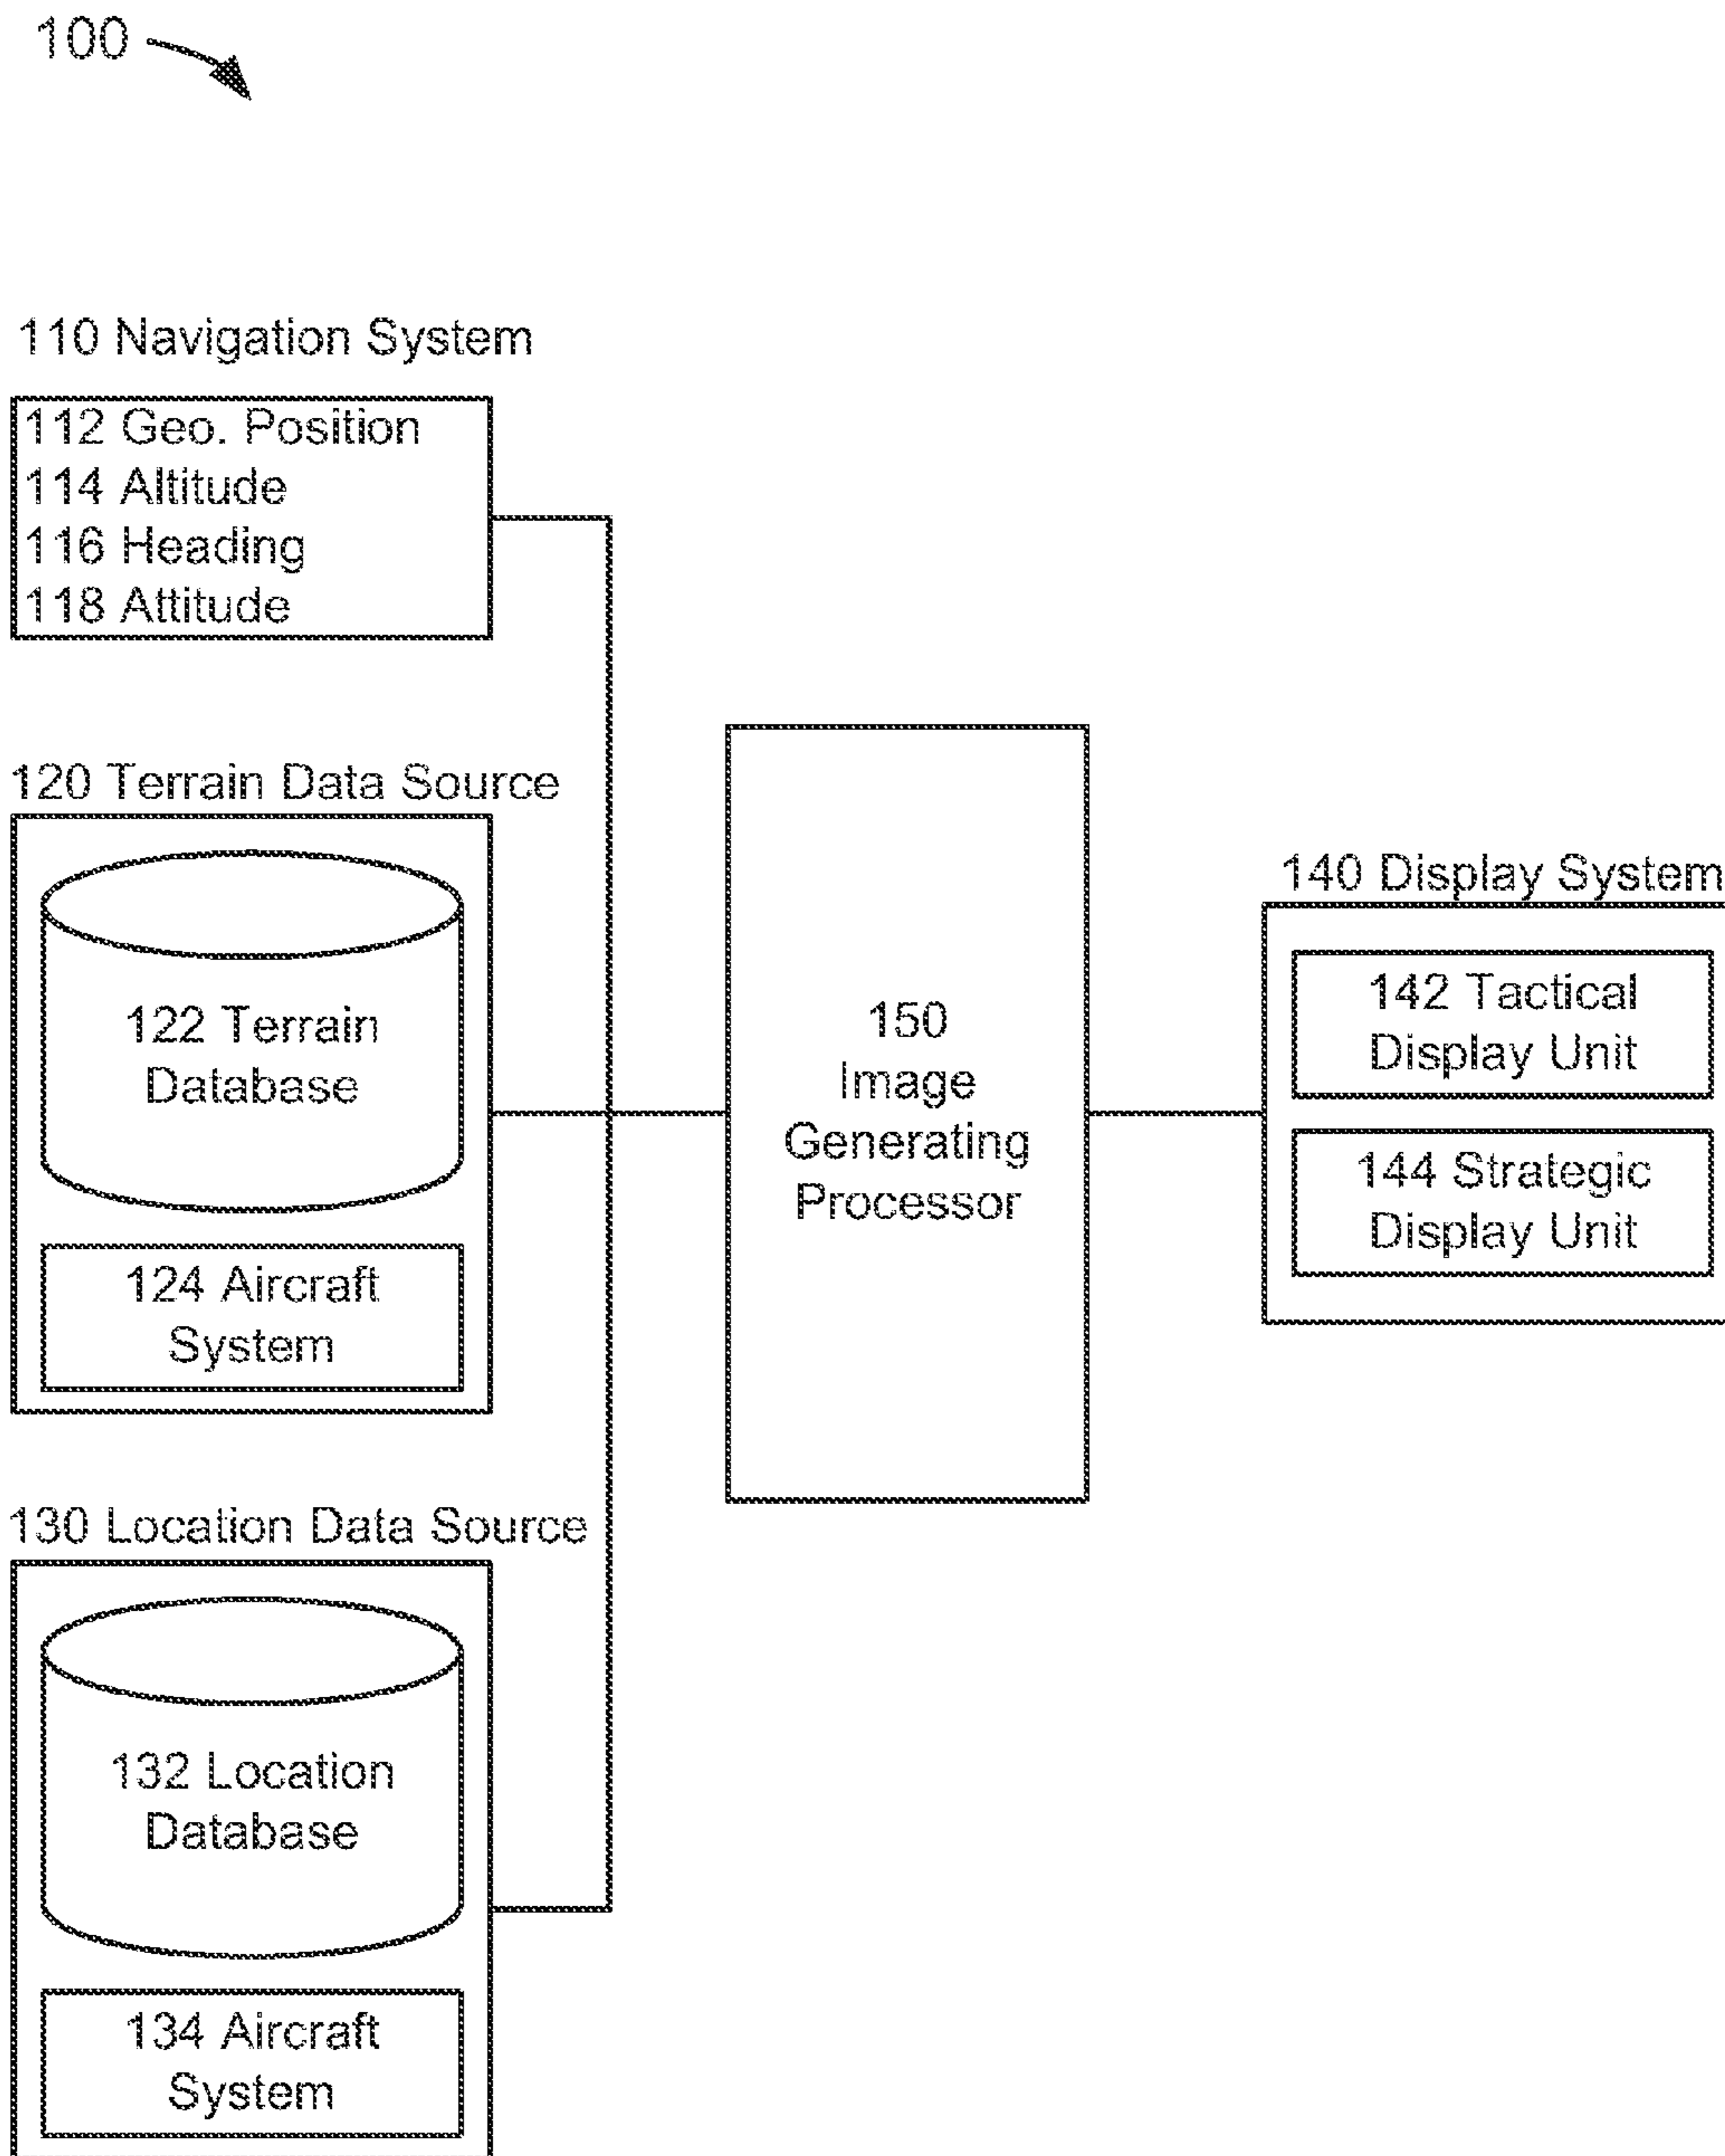 100
110 Navigation System
112 Geo. Position
114 Altitude
116 Heading
118 Attitude
120 Terrain Data Source
122 Terrain
Database
124 Aircraft
System
130 Location Data Source
132 Location
Database
134 Aircraft
System
150
Image
Generating
Processor
140 Display System
142 Tactical
Display Unit
144 Strategic
Display Unit